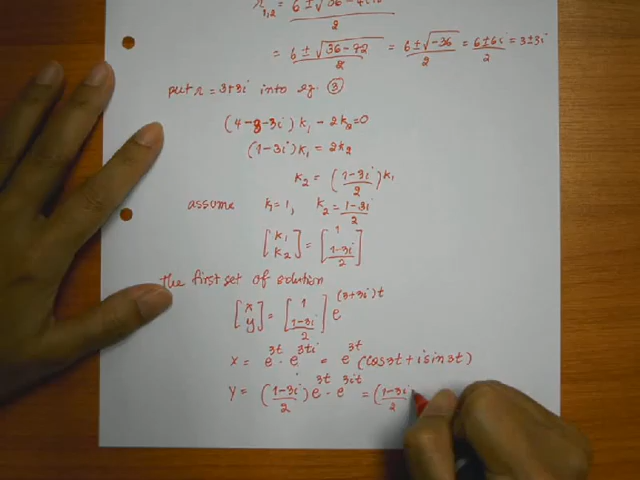 = 6 ± √36-72 / 2 = 6 ± √-36 / 2 = 6 ± 6i / 2 = 3 ± 3i
put r = 3+3i into eq. ③
(4-3-3i) k₁ - 2k₂ = 0
(1-3i) k₁ = 2k₂
k₂ = (1-3i / 2) k₁
assume k₁ = 1, k₂ = 1-3i / 2
[k₁ k₂] = [1 1-3i / 2]
The first set of solution
[x y] = [1 1-3i / 2] e^(3+3i)t
x = e^3t · e^3ti = e^3t (cos3t + i sin3t)
y = (1-3i / 2) e^3t · e^3it = (1-3i / 2